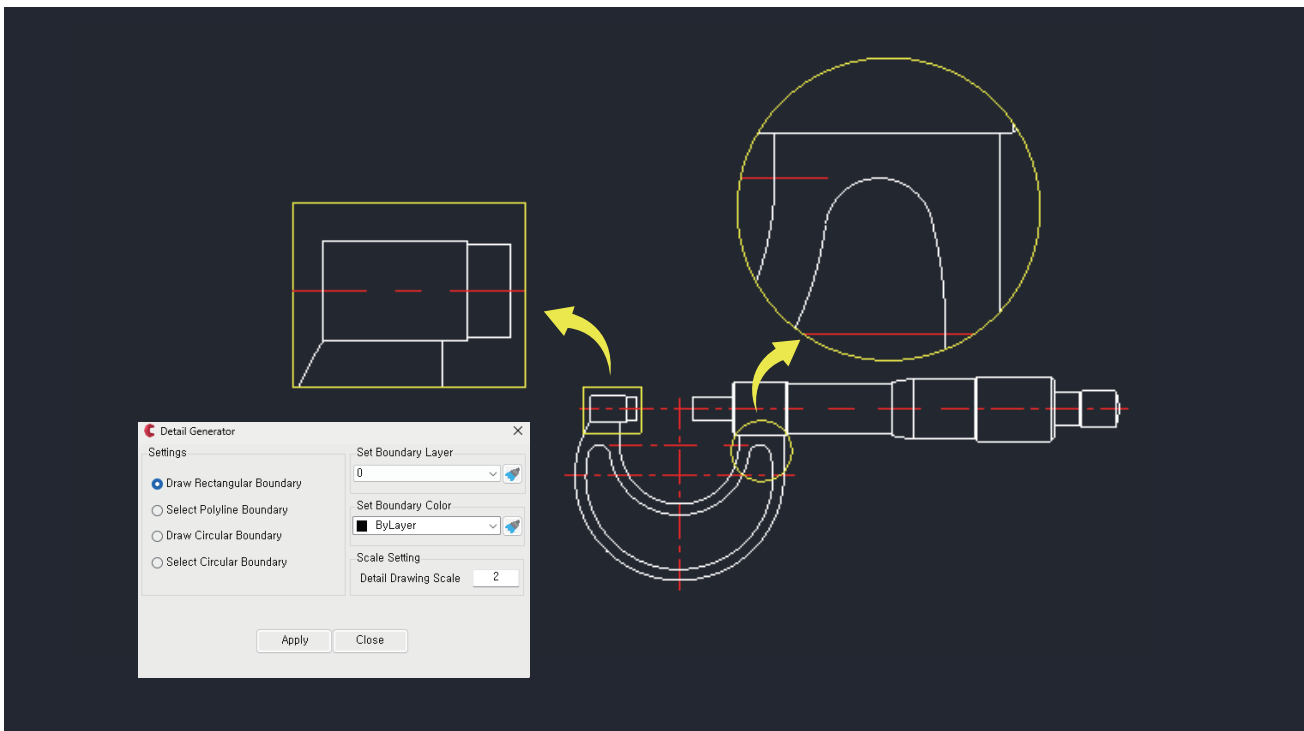 Detail Generator
Settings
Draw Rectangular Boundary
Select Polyline Boundary
Draw Circular Boundary
Select Circular Boundary
Set Boundary Layer
0
Set Boundary Color
ByLayer
Scale Setting
Detail Drawing Scale 2
Apply Close